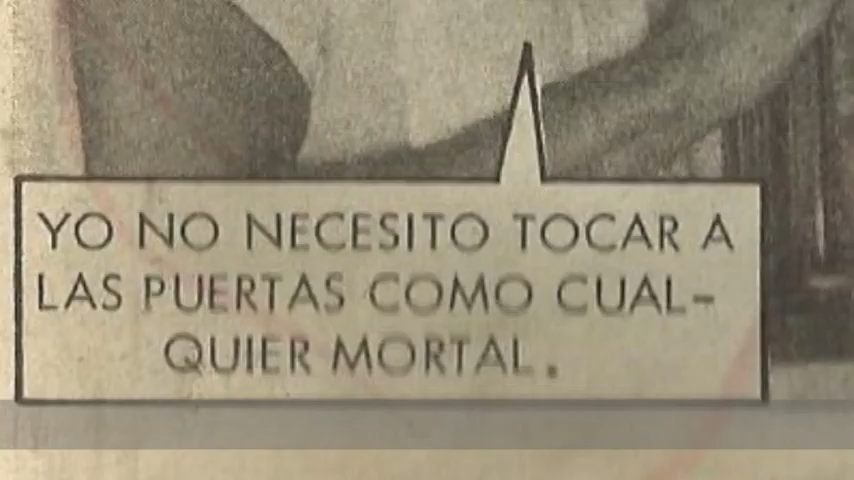 YO NO NECESITO TOCAR A
LAS PUERTAS COMO CUAL-
QUIER MORTAL.